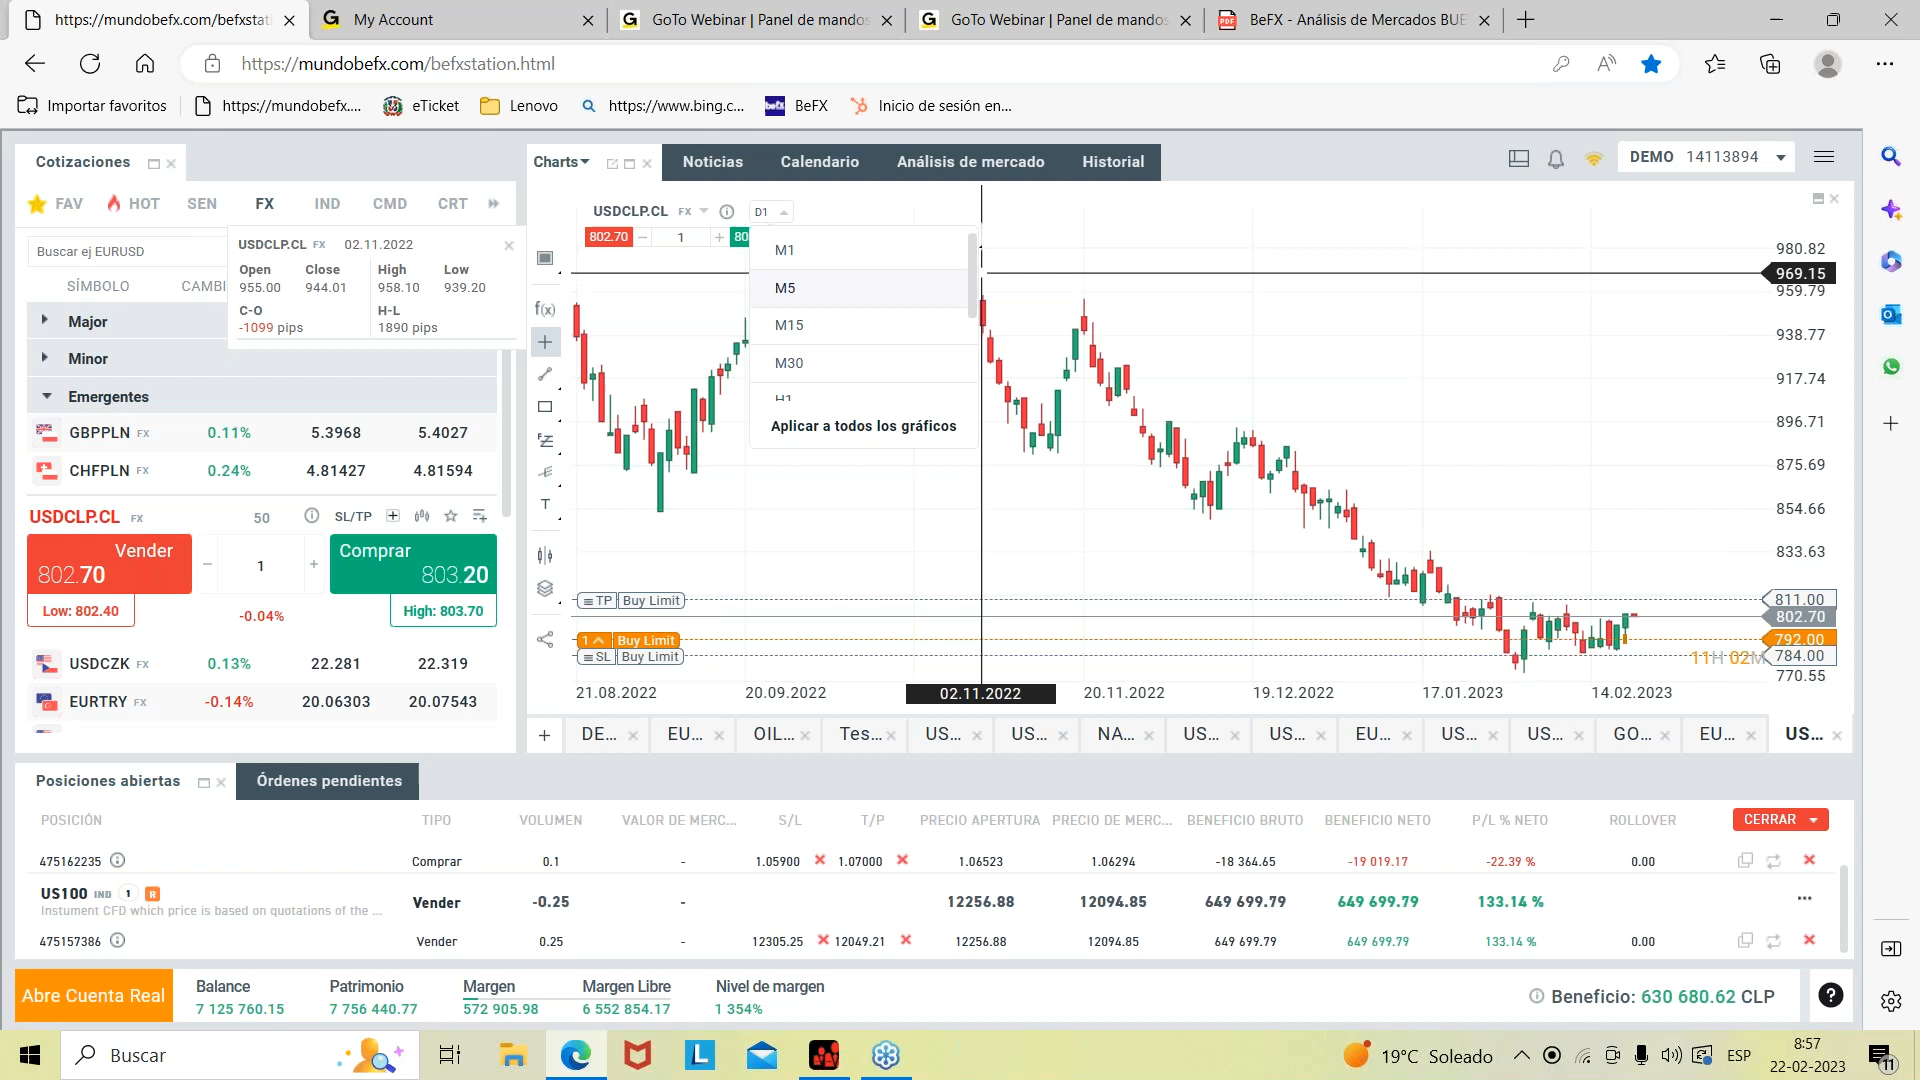 https://mundobefx.com/befxstati
My Account
GoTo Webinar | Panel de mandos
GoTo Webinar | Panel de mandos
BeFX - Análisis de Mercados BUE
https://mundobefx.com/befxstation.html
Importar favoritos
https://mundobefx....
eTicket
Lenovo
https://www.bing.c...
BeFX
Inicio de sesión en...
Cotizaciones
Charts
Noticias
Calendario
Análisis de mercado
Historial
DEMO 14113894
FAV
HOT
SEN
FX
IND
CMD
CRT
Buscar ej EURUSD
SÍMBOLO
CAMBI
USDCLP.CL FX 02.11.2022
Open Close High Low
955.00 944.01 958.10 939.20
C-O H-L
-1099 pips 1890 pips
Major
Minor
Emergentes
GBPPLN FX 0.11% 5.3968 5.4027
CHFPLN FX 0.24% 4.81427 4.81594
USDCLP.CL FX 50 SL/TP
Vender
802.70
1
Comprar
803.20
Low: 802.40
-0.04%
High: 803.70
USDCZK FX 0.13% 22.281 22.319
EURTRY FX -0.14% 20.06303 20.07543
USDCLP.CL FX D1
802.70 1 80
M1
M5
M15
M30
H1
Aplicar a todos los gráficos
f(x)
T
980.82
969.15
959.79
938.77
917.74
896.71
875.69
854.66
833.63
811.00
802.70
792.00
784.00
770.55
TP Buy Limit
1 Buy Limit
SL Buy Limit
11H 02M
21.08.2022
20.09.2022
02.11.2022
20.11.2022
19.12.2022
17.01.2023
14.02.2023
DE...
EU...
OIL...
Tes...
US...
US...
NA...
US...
US...
EU...
US...
US...
GO...
EU...
US...
Posiciones abiertas
Órdenes pendientes
POSICIÓN TIPO VOLUMEN VALOR DE MERC... S/L T/P PRECIO APERTURA PRECIO DE MERC... BENEFICIO BRUTO BENEFICIO NETO P/L % NETO ROLLOVER CERRAR
475162235 Comprar 0.1 - 1.05900 1.07000 1.06523 1.06294 -18 364.65 -19 019.17 -22.39 % 0.00
US100 IND 1 R Vender -0.25 - 12256.88 12094.85 649 699.79 649 699.79 133.14 %
Instument CFD which price is based on quotations of the ...
475157386 Vender 0.25 - 12305.25 12049.21 12256.88 12094.85 649 699.79 649 699.79 133.14 % 0.00
Abre Cuenta Real
Balance
7 125 760.15
Patrimonio
7 756 440.77
Margen
572 905.98
Margen Libre
6 552 854.17
Nivel de margen
1 354%
Beneficio: 630 680.62 CLP
Buscar
19°C Soleado
ESP
8:57
22-02-2023
11